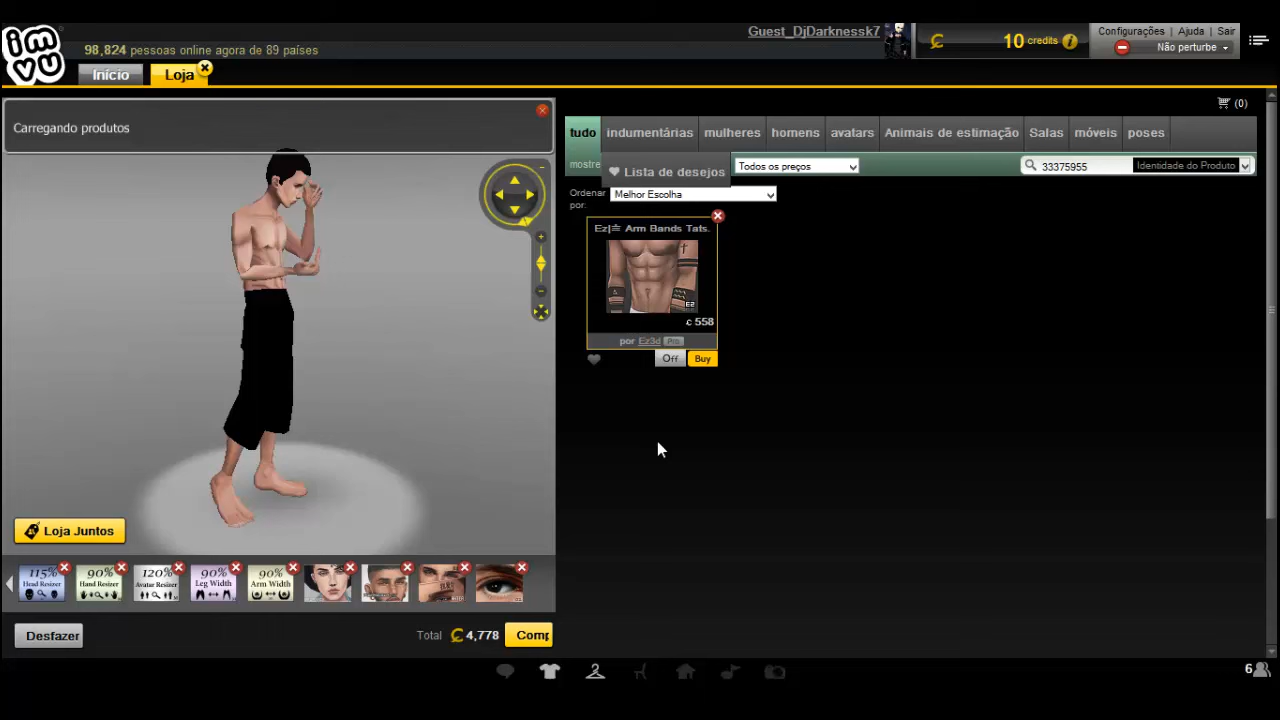 imvu
98,824 pessoas online agora de 89 países
Guest_DjDarknessk7
10 credits
Configurações | Ajuda | Sair
Não perturbe
Início
Loja
(0)
Carregando produtos
tudo indumentárias mulheres homens avatars Animais de estimação Salas móveis poses
mostre
Lista de desejos
Todos os preços
33375955
Identidade do Produto
Ordenar por:
Melhor Escolha
Ez|≐ Arm Bands Tats.
EZ
c 558
por Ez3d Pro
Off
Buy
Loja Juntos
115%
Head Resizer
90%
Hand Resizer
120%
Avatar Resizer
90%
Leg Width
90%
Arm Width
Desfazer
Total 4,778
Comp
6